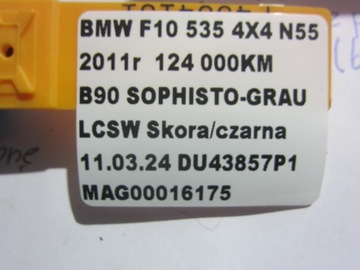 BMW F10 535 4X4 N55
2011r 124 000KM
B90 SOPHISTO-GRAU
LCSW Skora/czarna
11.03.24 DU43857P1
MAG00016175